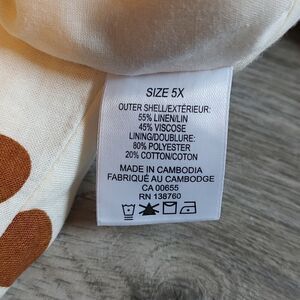 SIZE 5X
OUTER SHELL/EXTÉRIEUR:
55% LINEN/LIN
45% VISCOSE
LINING/DOUBLURE:
80% POLYESTER
20% COTTON/COTON
MADE IN CAMBODIA
FABRIQUÉ AU CAMBODGE
CA 00655
RN 138760